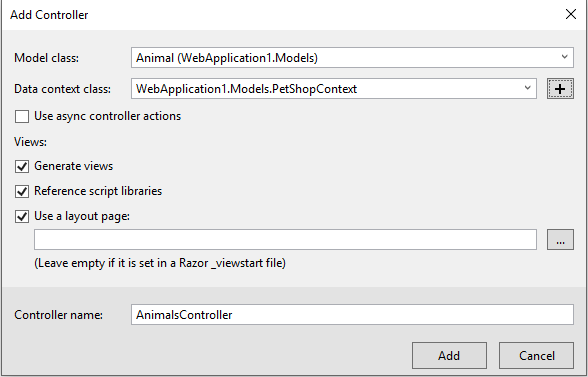 Add Controller
Model class: Animal (WebApplication1.Models)
Data context class: WebApplication1.Models.PetShopContext +
Use async controller actions
Views:
Generate views
Reference script libraries
Use a layout page:
...
(Leave empty if it is set in a Razor _viewstart file)
Controller name: AnimalsController
Add Cancel